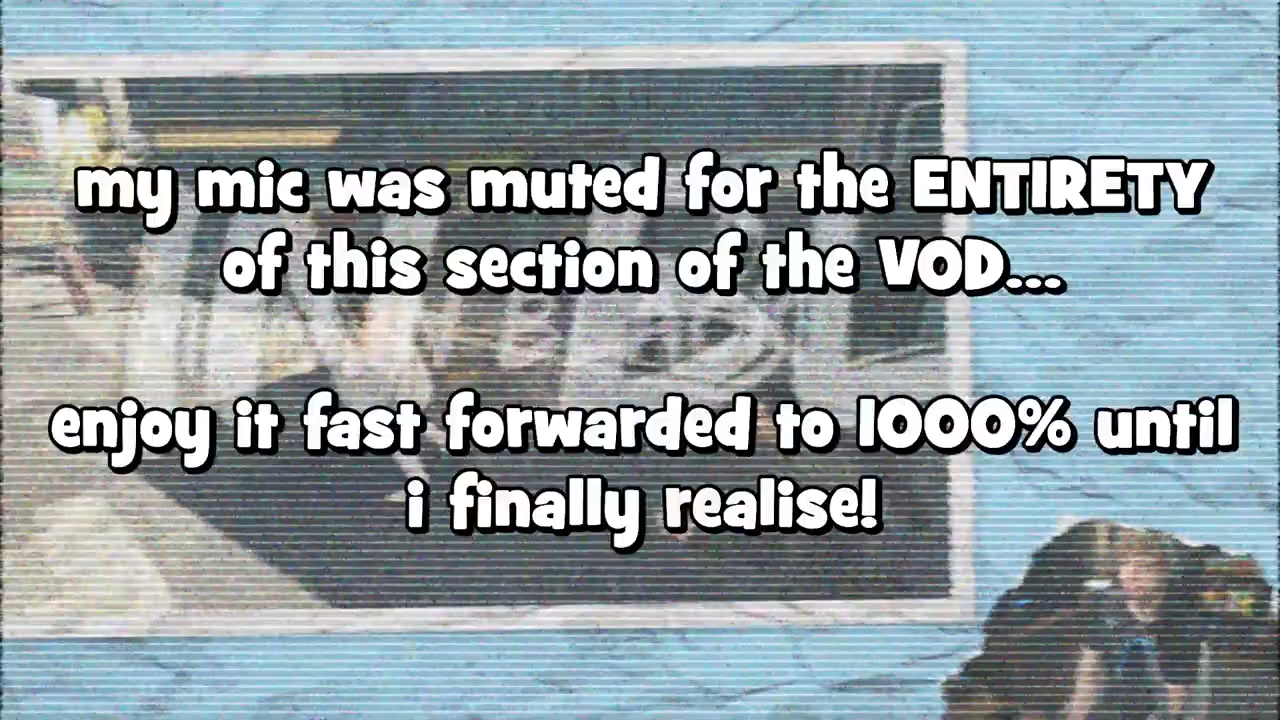 my mic was muted for the ENTIRETY
of this section of the VOD...
enjoy it fast forwarded to 1000% until
i finally realise!